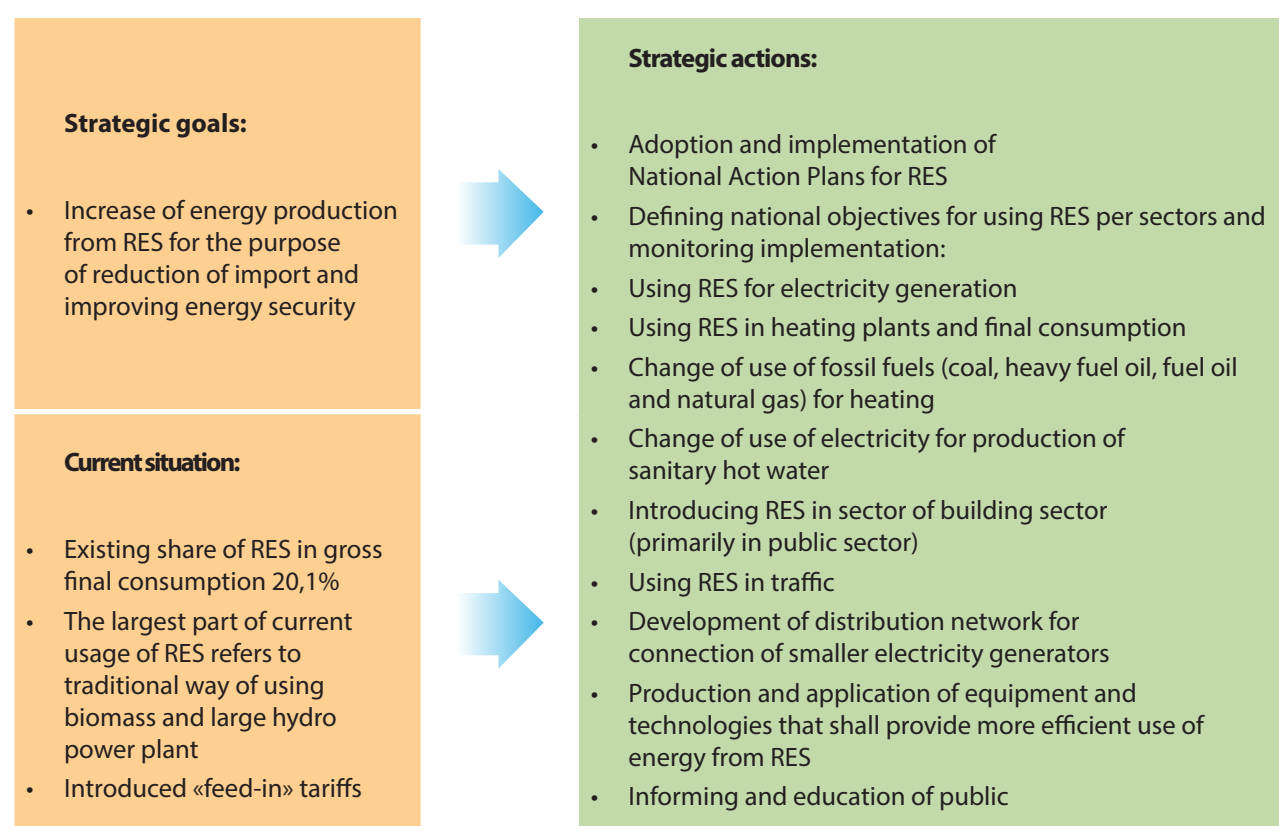 Strategic goals:
• Increase of energy production
from RES for the purpose
of reduction of import and
improving energy security
Current situation:
• Existing share of RES in gross
final consumption 20,1%
• The largest part of current
usage of RES refers to
traditional way of using
biomass and large hydro
power plant
• Introduced «feed-in» tariffs
Strategic actions:
• Adoption and implementation of
National Action Plans for RES
• Defining national objectives for using RES per sectors and
monitoring implementation:
• Using RES for electricity generation
• Using RES in heating plants and final consumption
• Change of use of fossil fuels (coal, heavy fuel oil, fuel oil
and natural gas) for heating
• Change of use of electricity for production of
sanitary hot water
• Introducing RES in sector of building sector
(primarily in public sector)
• Using RES in traffic
• Development of distribution network for
connection of smaller electricity generators
• Production and application of equipment and
technologies that shall provide more efficient use of
energy from RES
• Informing and education of public